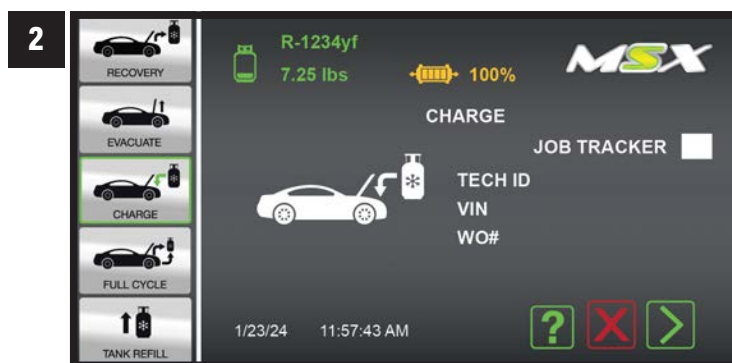 2
RECOVERY
EVACUATE
CHARGE
FULL CYCLE
TANK REFILL
R-1234yf
7.25 lbs
100%
MSX
CHARGE
JOB TRACKER
TECH ID
VIN
WO#
1/23/24 11:57:43 AM
?